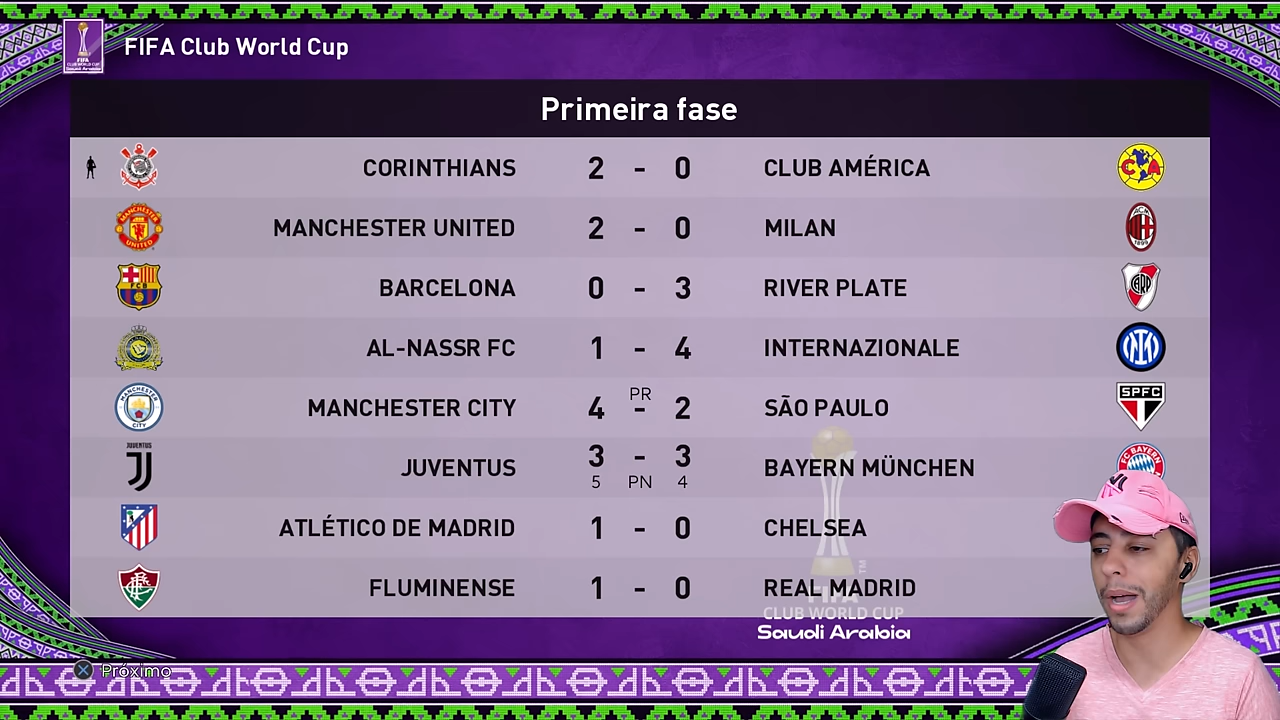 FIFA Club World Cup
Primeira fase
CORINTHIANS 2 - 0 CLUB AMÉRICA
MANCHESTER UNITED 2 - 0 MILAN
BARCELONA 0 - 3 RIVER PLATE
AL-NASSR FC 1 - 4 INTERNAZIONALE
PR
MANCHESTER CITY 4 - 2 SÃO PAULO
JUVENTUS 3 - 3 BAYERN MÜNCHEN
5 PN 4
ATLÉTICO DE MADRID 1 - 0 CHELSEA
FLUMINENSE 1 - 0 REAL MADRID
FIFA
CLUB WORLD CUP
Saudi Arabia
Próximo